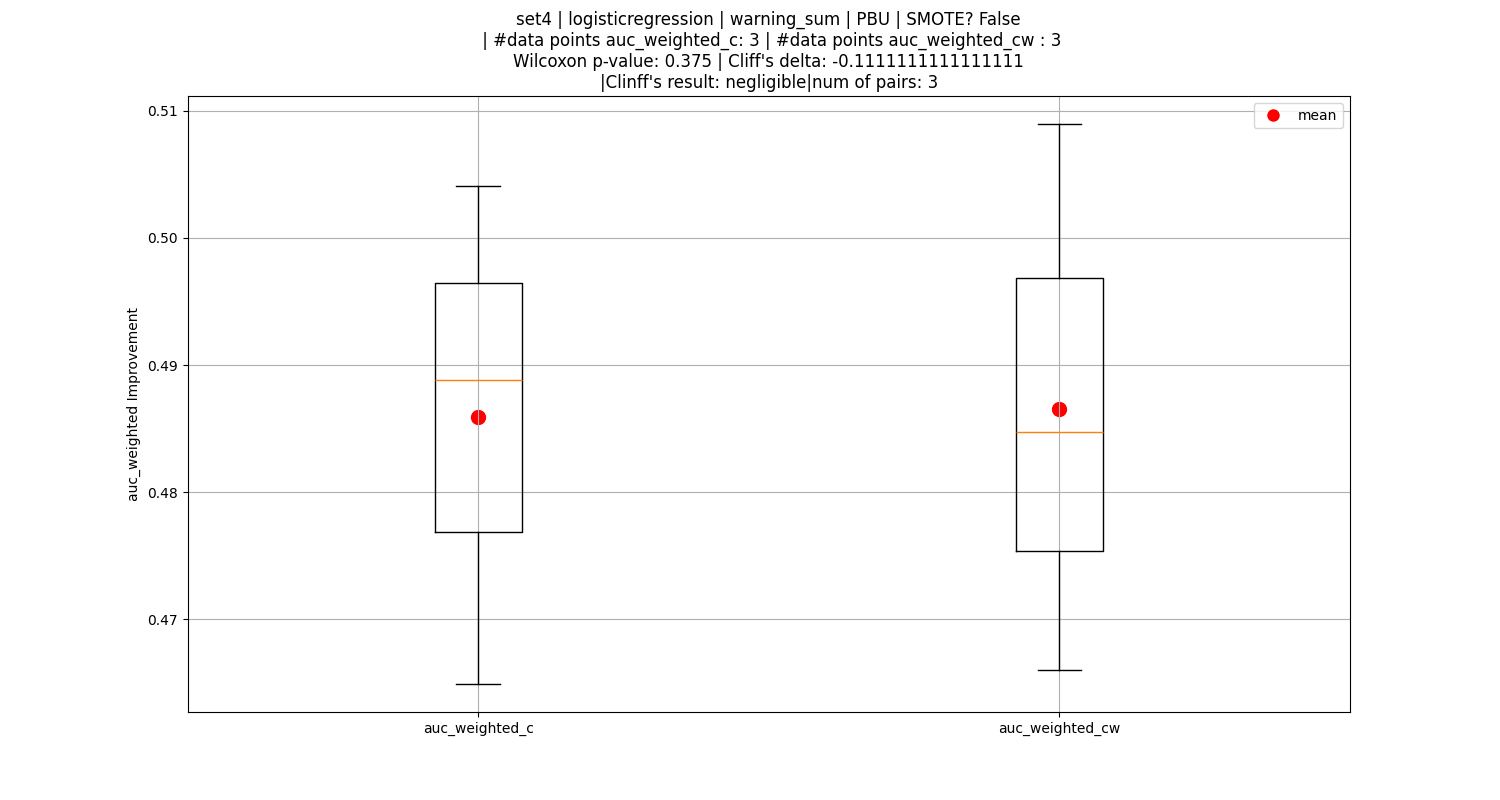 set4 | logisticregression | warning_sum | PBU | SMOTE? False
| #data points auc_weighted_c: 3 | #data points auc_weighted_cw : 3
Wilcoxon p-value: 0.375 | Cliff's delta: -0.1111111111111111
|Clinff's result: negligible|num of pairs: 3
mean
auc_weighted Improvement
0.51
0.50
0.49
0.48
0.47
auc_weighted_c
auc_weighted_cw